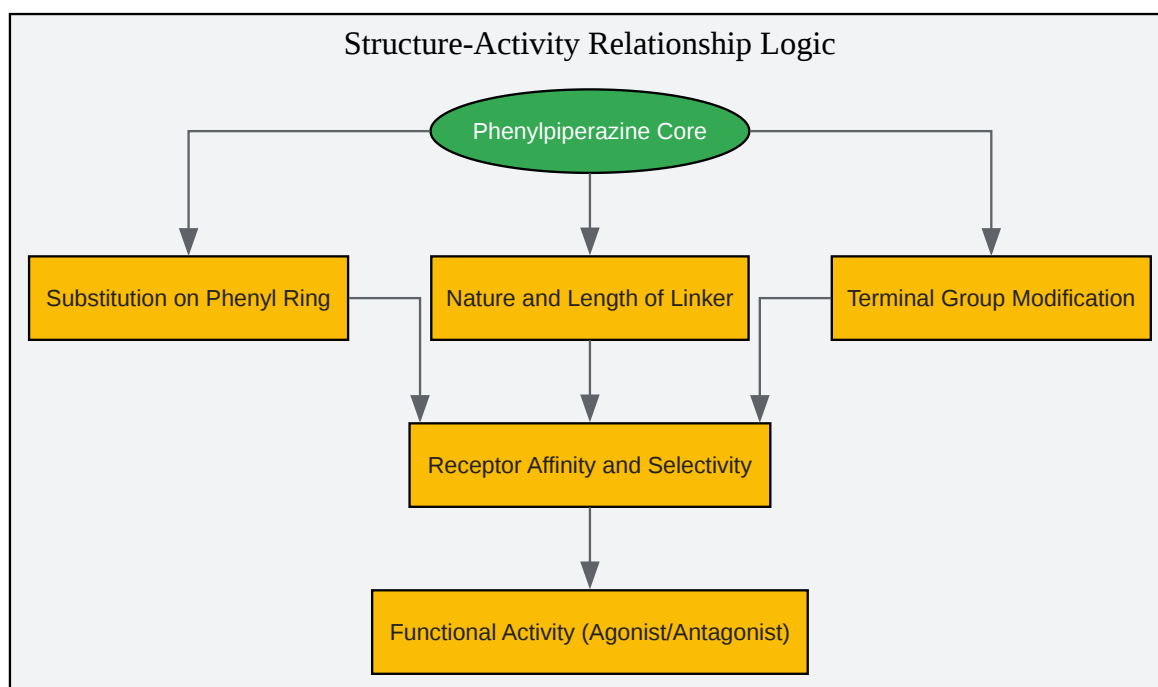 Structure-Activity Relationship Logic
Phenylpiperazine Core
Substitution on Phenyl Ring
Nature and Length of Linker
Terminal Group Modification
Receptor Affinity and Selectivity
Functional Activity (Agonist/Antagonist)